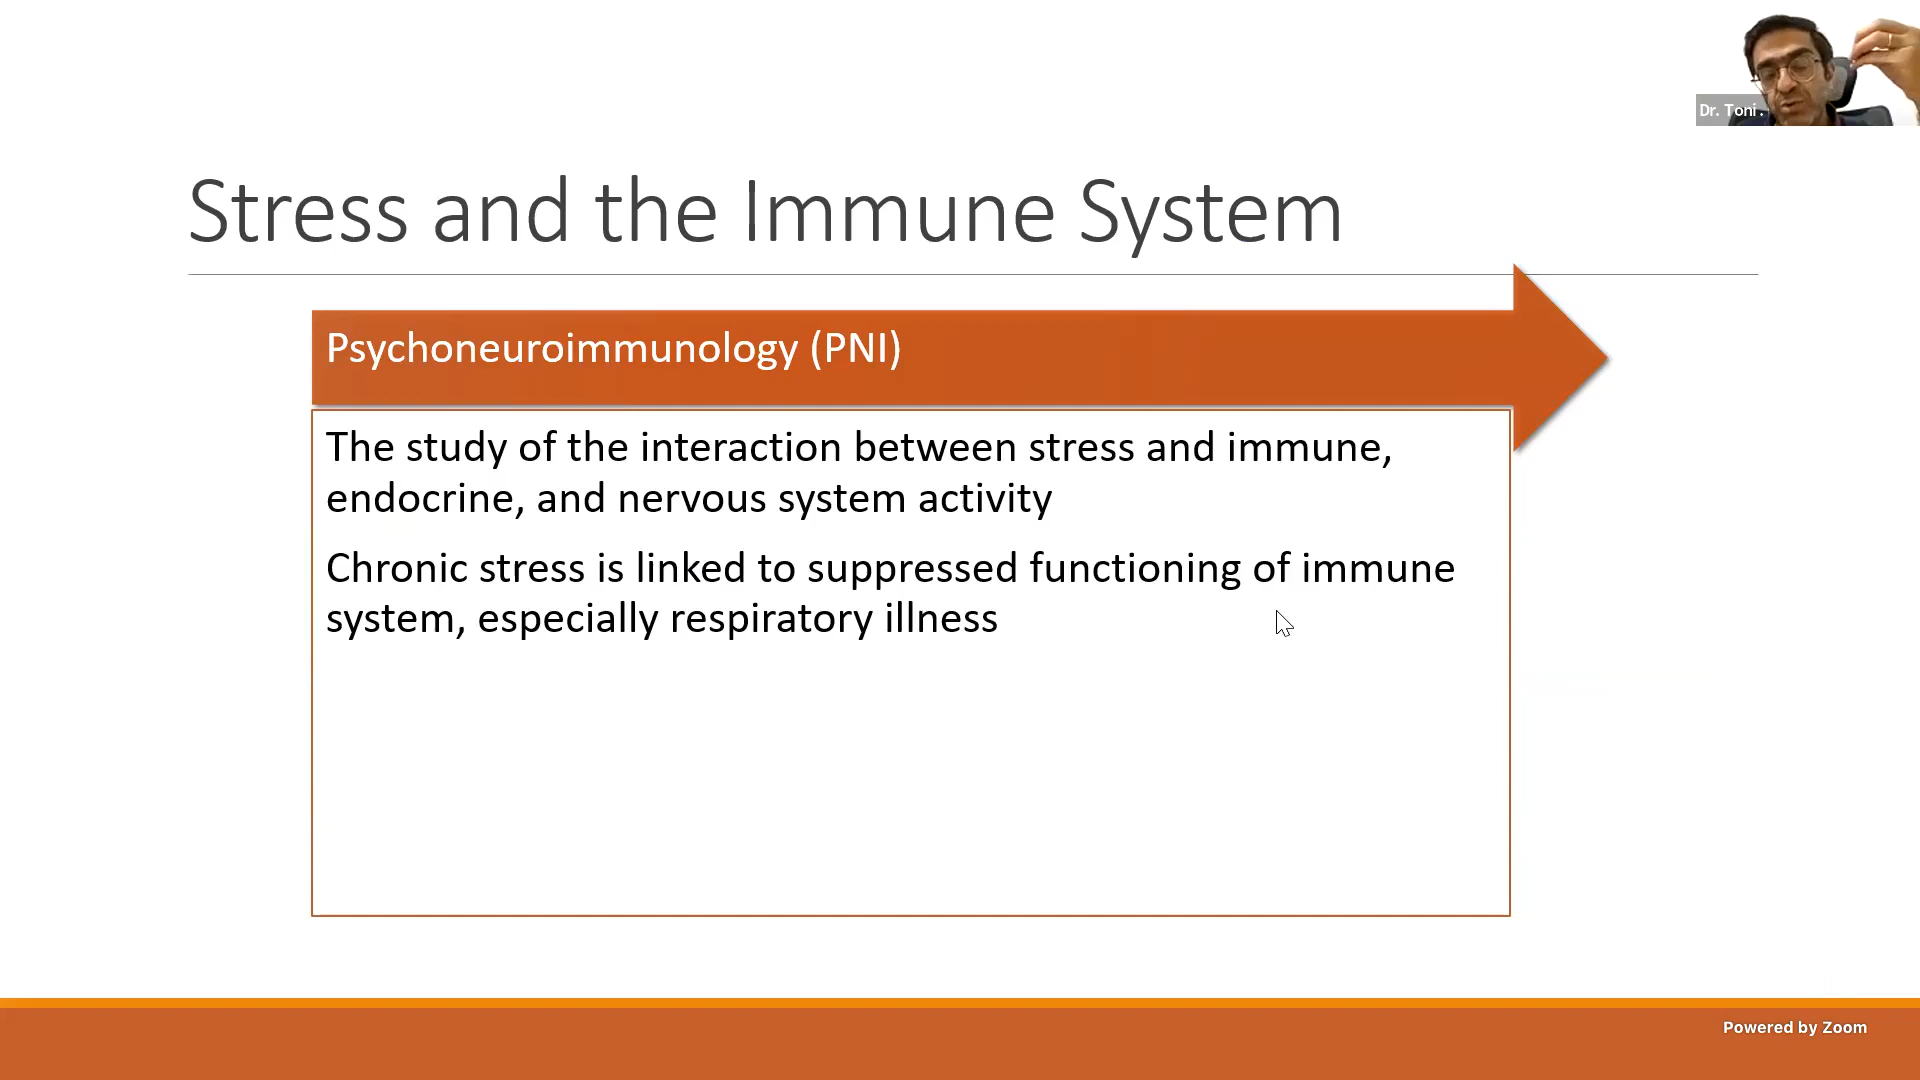 Dr. Toni .
Stress and the Immune System
Psychoneuroimmunology (PNI)
The study of the interaction between stress and immune,
endocrine, and nervous system activity
Chronic stress is linked to suppressed functioning of immune
system, especially respiratory illness
Powered by Zoom